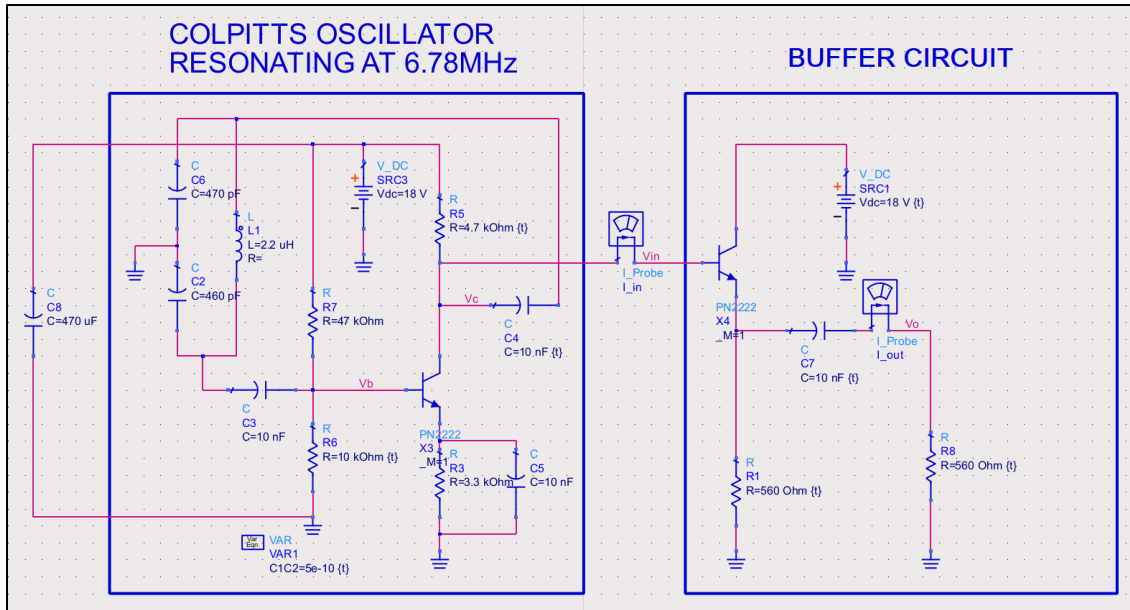 COLPITTS OSCILLATOR
RESONATING AT 6.78MHz
BUFFER CIRCUIT
C
C6
C=470 pF
L
L1
L=2.2 uH
R=
C
C2
C=460 pF
C
C8
C=470 uF
V_DC
SRC3
Vdc=18 V
R
R5
R=4.7 kOhm {t}
R
R7
R=47 kOhm
Vc
C
C4
C=10 nF {t}
C
C3
C=10 nF
Vb
R
R6
R=10 kOhm {t}
PN2222
X3
_M=1
R
R3
R=3.3 kOhm
C
C5
C=10 nF
Var
Eqn
VAR
VAR1
C1C2=5e-10 {t}
I_Probe
I_in
Vin
V_DC
SRC1
Vdc=18 V {t}
PN2222
X4
_M=1
C
C7
C=10 nF {t}
I_Probe
I_out
Vo
R
R1
R=560 Ohm {t}
R
R8
R=560 Ohm {t}